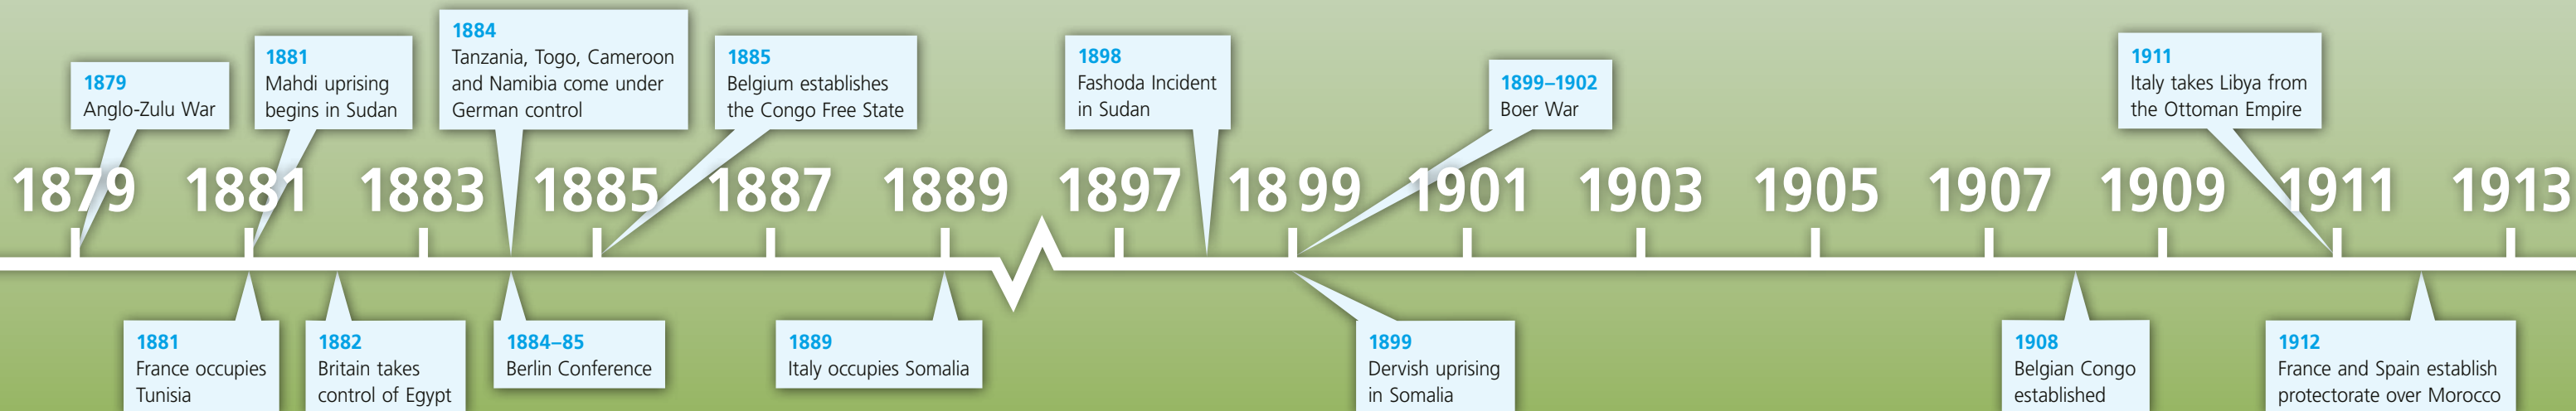 1879
Anglo-Zulu War
1881
Mahdi uprising
begins in Sudan
1884
Tanzania, Togo, Cameroon
and Namibia come under
German control
1885
Belgium establishes
the Congo Free State
1898
Fashoda Incident
in Sudan
1899–1902
Boer War
1911
Italy takes Libya from
the Ottoman Empire
1879 1881 1883 1885 1887 1889 1897 1899 1901 1903 1905 1907 1909 1911 1913
1881
France occupies
Tunisia
1882
Britain takes
control of Egypt
1884–85
Berlin Conference
1889
Italy occupies Somalia
1899
Dervish uprising
in Somalia
1908
Belgian Congo
established
1912
France and Spain establish
protectorate over Morocco